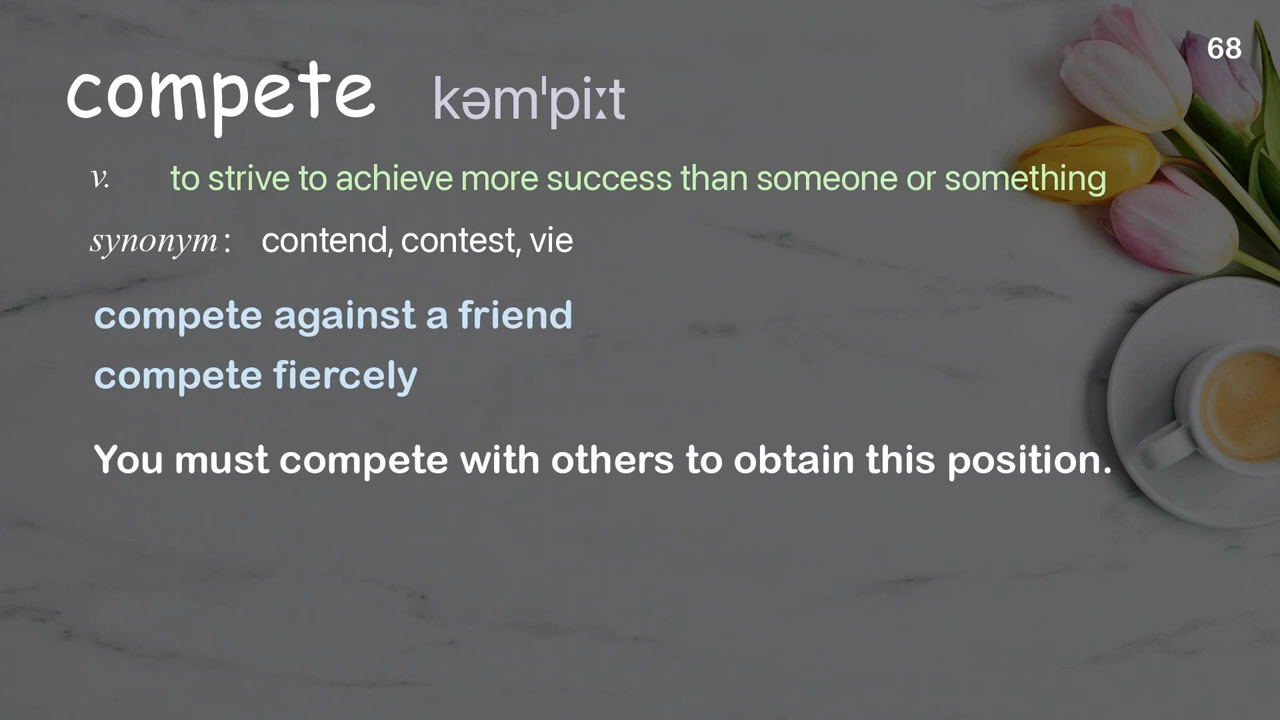 68
compete kəmˈpiːt
v. to strive to achieve more success than someone or something
synonym : contend, contest, vie
compete against a friend
compete fiercely
You must compete with others to obtain this position.